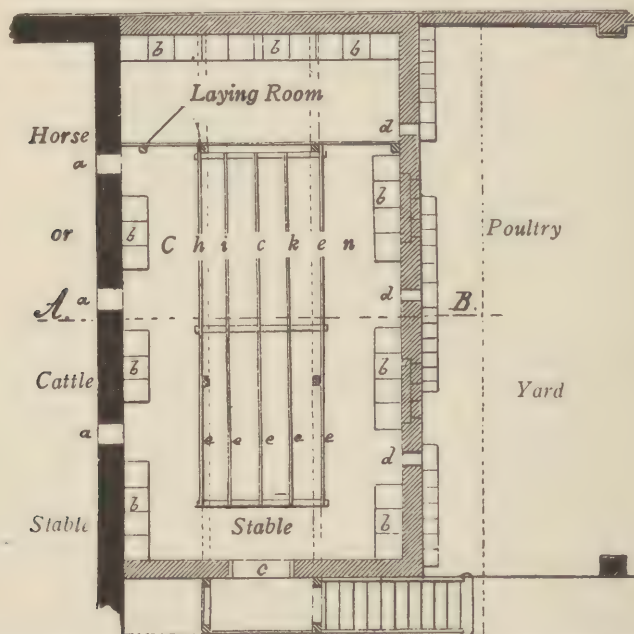 b b b
Laying Room
Horse
a
d
b
or
b
C h i c k e n
Poultry
A. a
d
B.
Cattle
b
b
Yard
a
e e e e e
d
b
Stable
Stable
b
c